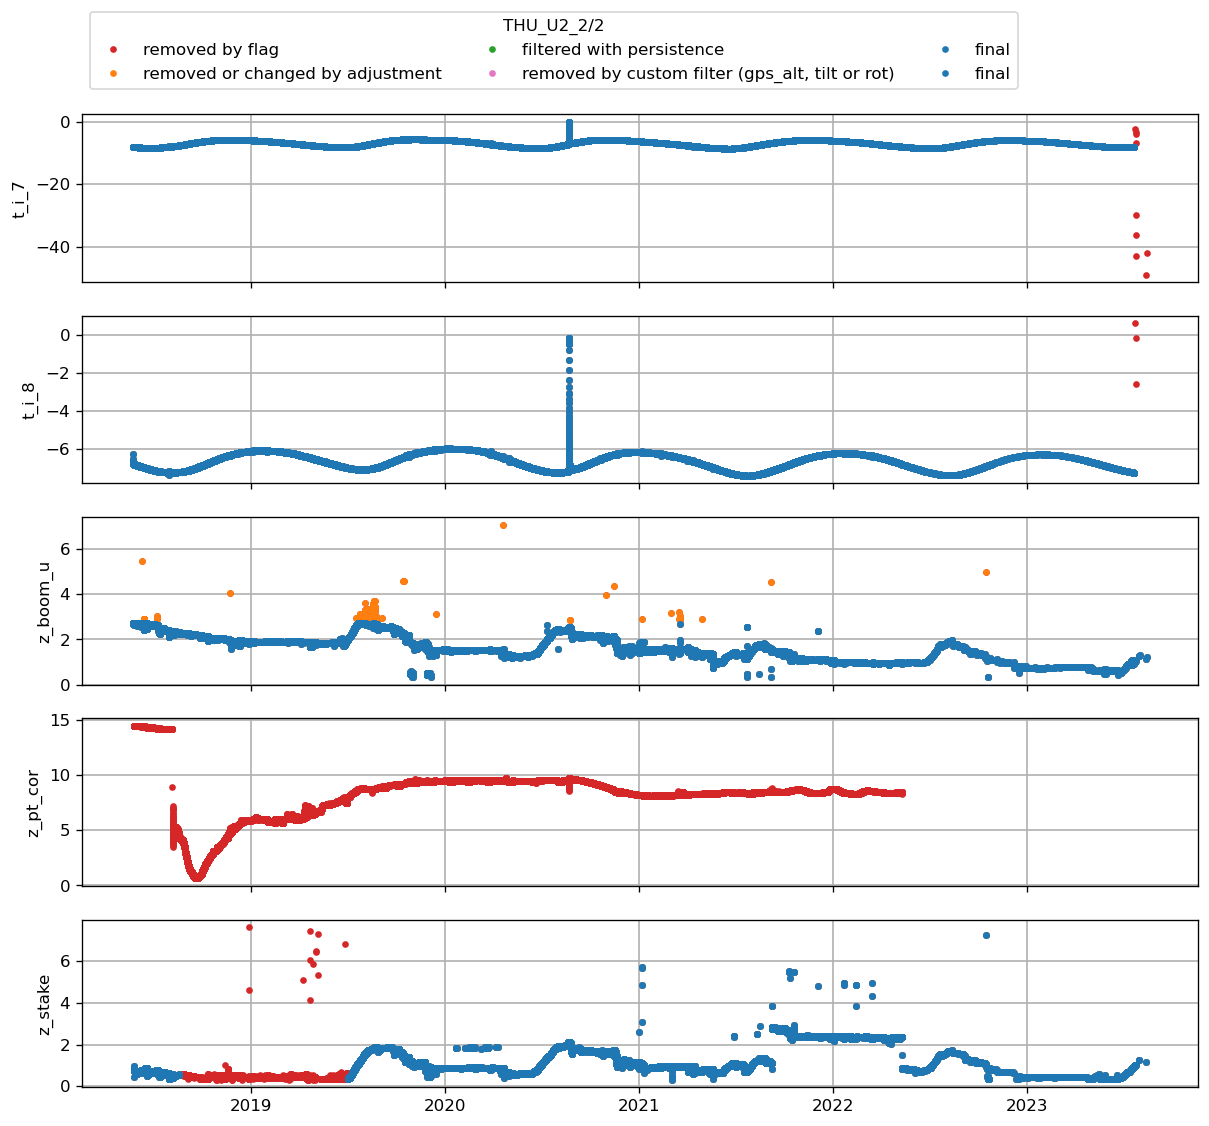 THU_U2_2/2
removed by flag
filtered with persistence
final
removed or changed by adjustment
removed by custom filter (gps_alt, tilt or rot)
final
t_i_7
0
−20
−40
t_i_8
0
−2
−4
−6
z_boom_u
6
4
2
0
z_pt_cor
15
10
5
0
z_stake
6
4
2
0
2019 2020 2021 2022 2023